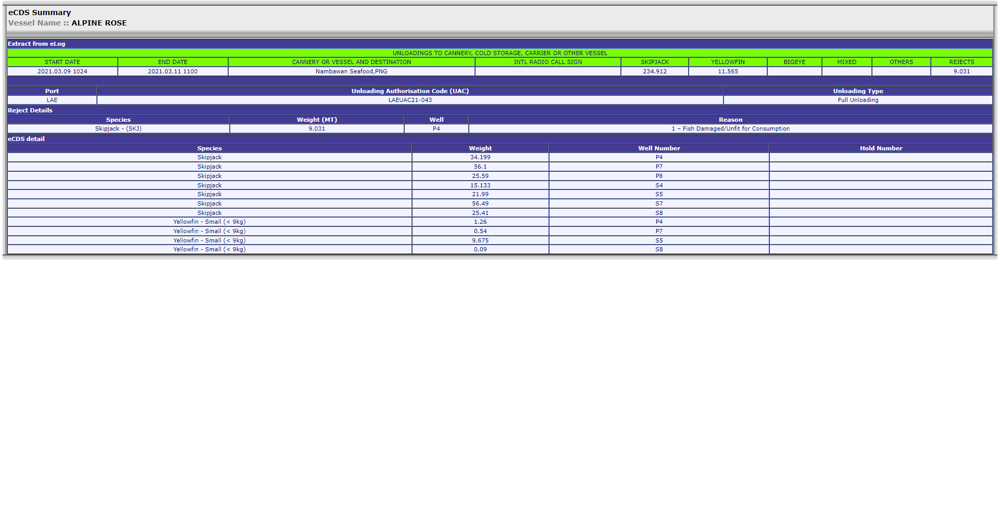 eCDS Summary
Vessel Name :: ALPINE ROSE
Extract from eLog
UNLOADINGS TO CANNERY, COLD STORAGE, CARRIER OR OTHER VESSEL
START DATE END DATE CANNERY OR VESSEL AND DESTINATION INTL RADIO CALL SIGN SKIPJACK YELLOWFIN BIGEYE MIXED OTHERS REJECTS
2021.03.09 1024 2021.03.11 1100 Nambawan Seafood,PNG 234.912 11.565 9.031
Port Unloading Authorisation Code (UAC) Unloading Type
LAE LAEUAC21-043 Full Unloading
Reject Details
Species Weight (MT) Well Reason
Skipjack - (SKJ) 9.031 P4 1 – Fish Damaged/Unfit for Consumption
eCDS detail
Species Weight Well Number Hold Number
Skipjack 34.199 P4
Skipjack 56.1 P7
Skipjack 25.59 P8
Skipjack 15.133 S4
Skipjack 21.99 S5
Skipjack 56.49 S7
Skipjack 25.41 S8
Yellowfin - Small (< 9kg) 1.26 P4
Yellowfin - Small (< 9kg) 0.54 P7
Yellowfin - Small (< 9kg) 9.675 S5
Yellowfin - Small (< 9kg) 0.09 S8